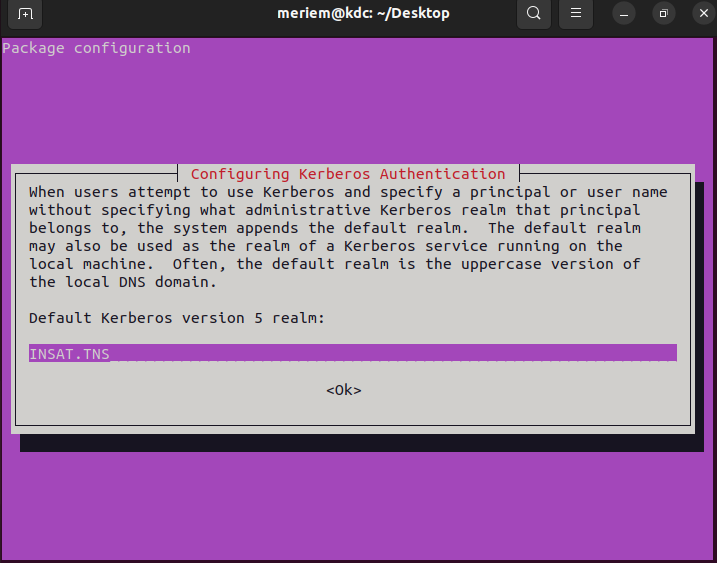 meriem@kdc: ~/Desktop
Package configuration
Configuring Kerberos Authentication
When users attempt to use Kerberos and specify a principal or user name
without specifying what administrative Kerberos realm that principal
belongs to, the system appends the default realm.  The default realm
may also be used as the realm of a Kerberos service running on the
local machine.  Often, the default realm is the uppercase version of
the local DNS domain.
Default Kerberos version 5 realm:
INSAT.TNS
<Ok>